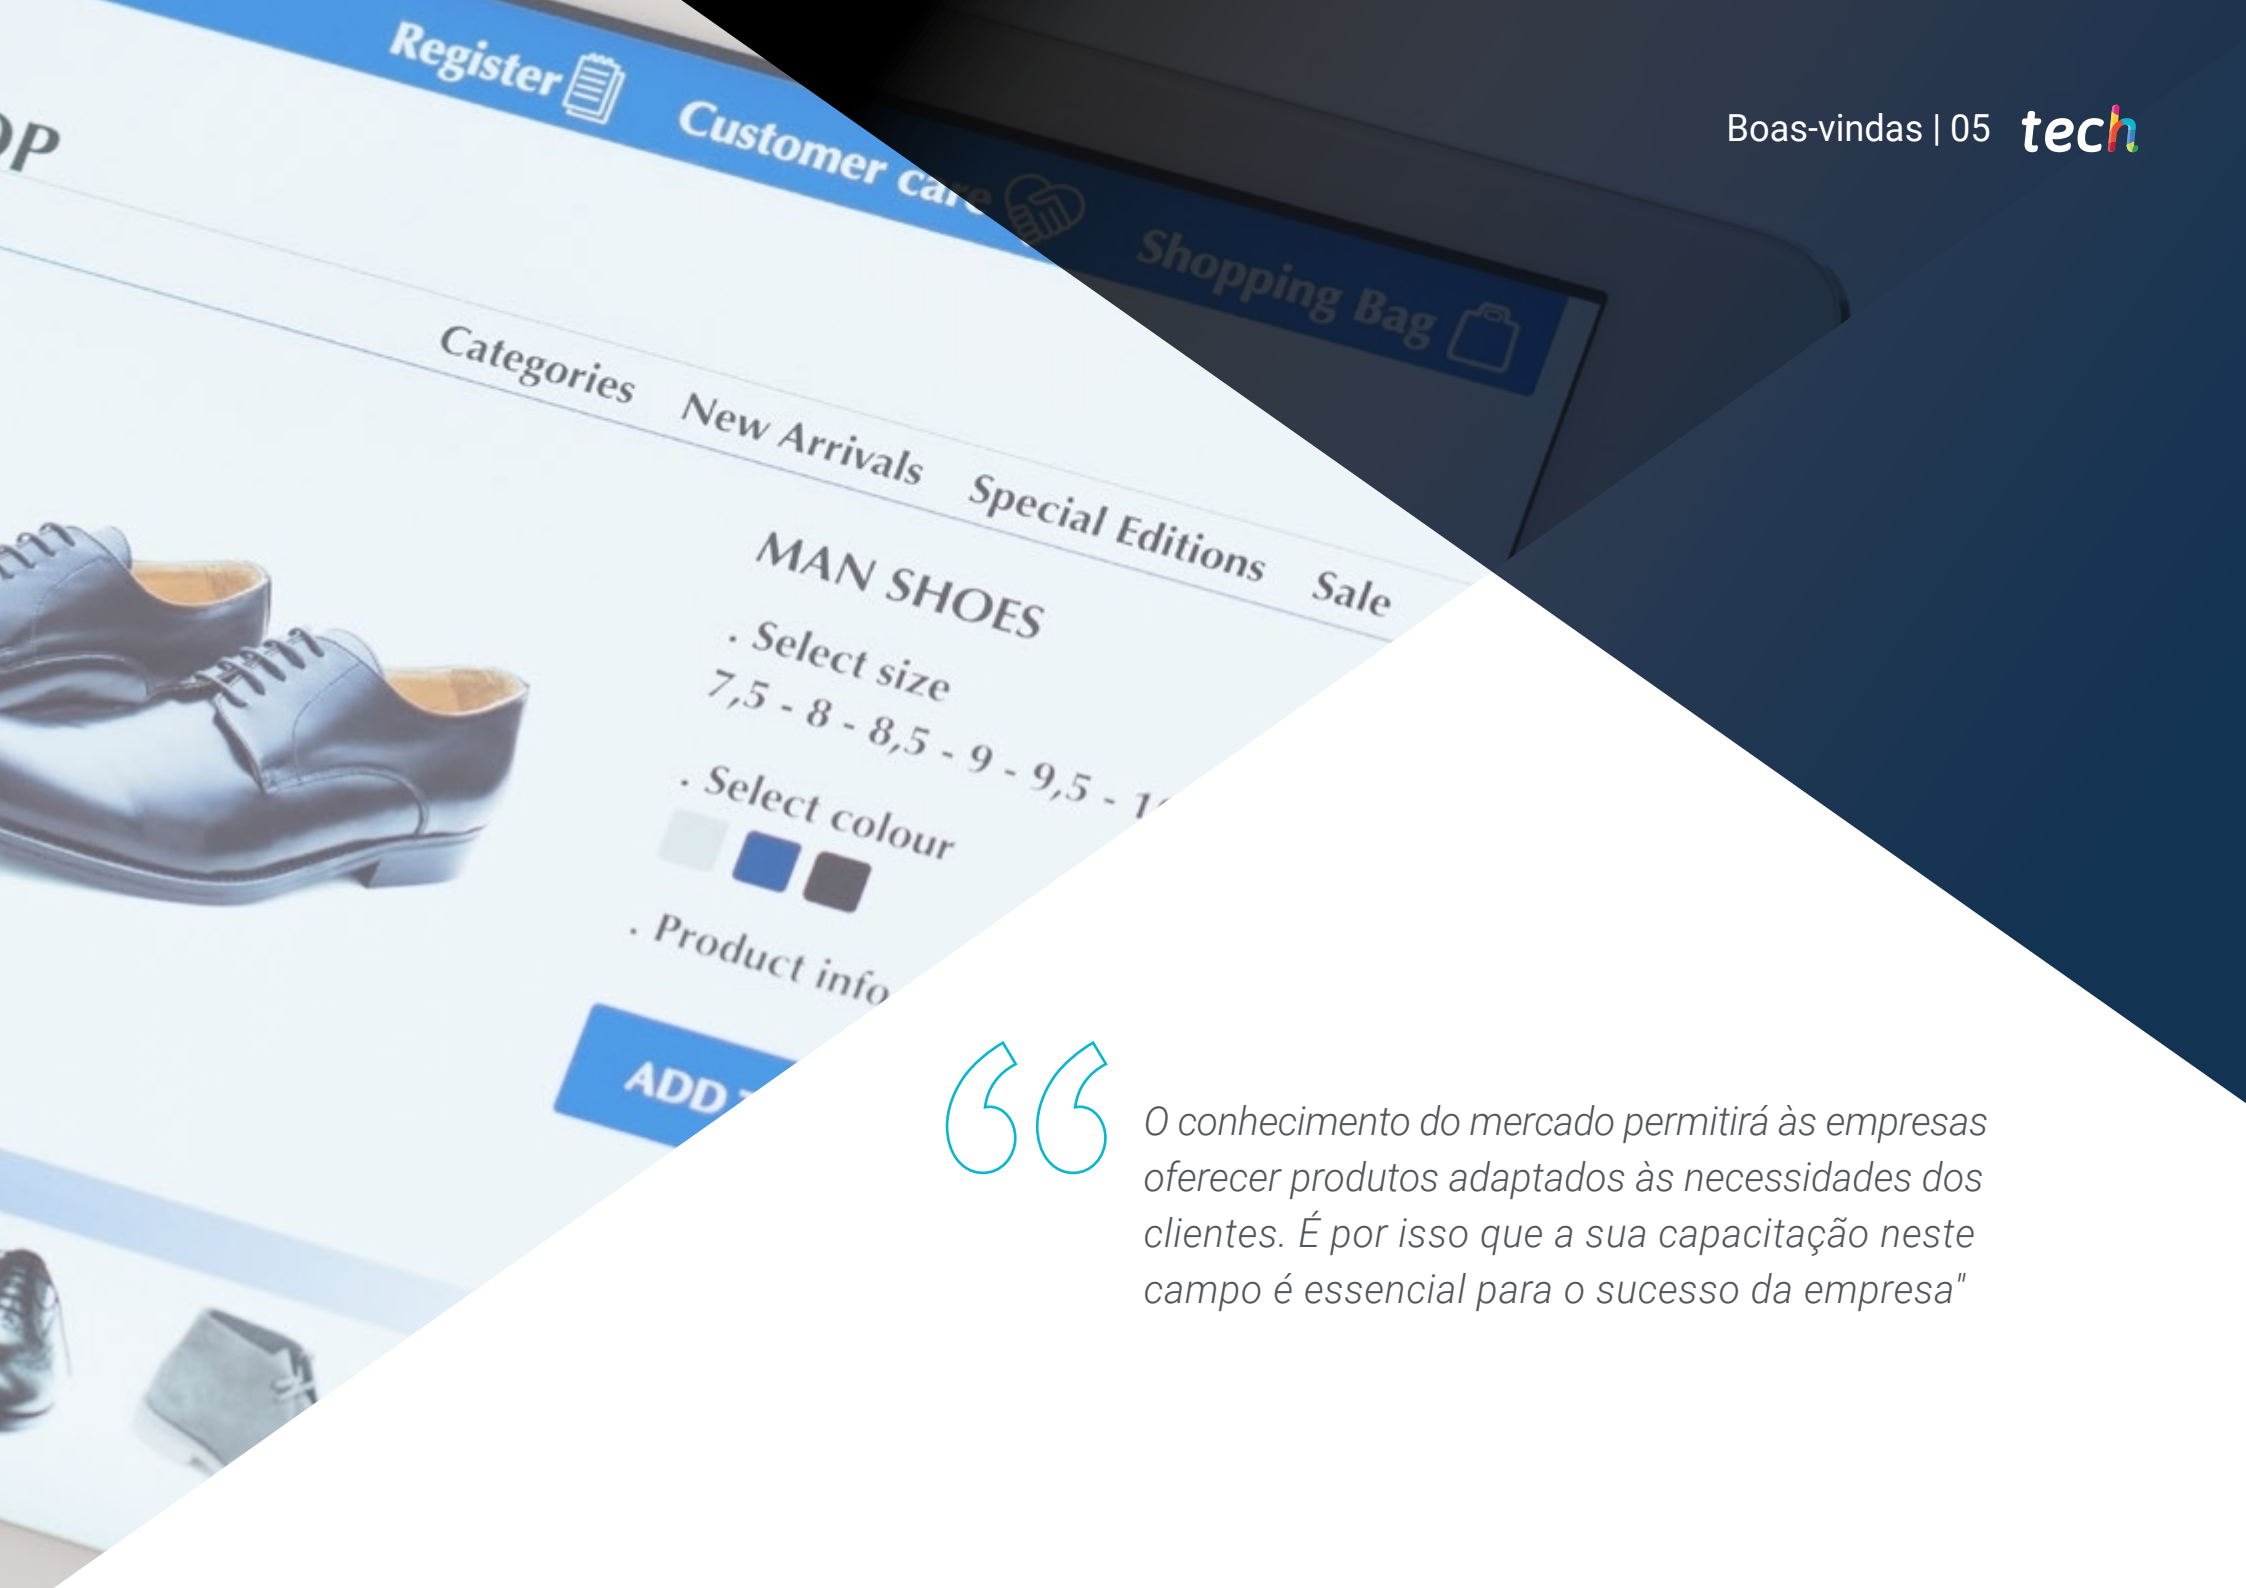 Boas-vindas | 05 tech
Register
Customer care
Shopping Bag
OP
Categories New Arrivals Special Editions Sale
MAN SHOES
. Select size
7,5 - 8 - 8,5 - 9 - 9,5 -
. Select colour
. Product info
ADD
O conhecimento do mercado permitirá às empresas
oferecer produtos adaptados às necessidades dos
clientes. É por isso que a sua capacitação neste
campo é essencial para o sucesso da empresa"